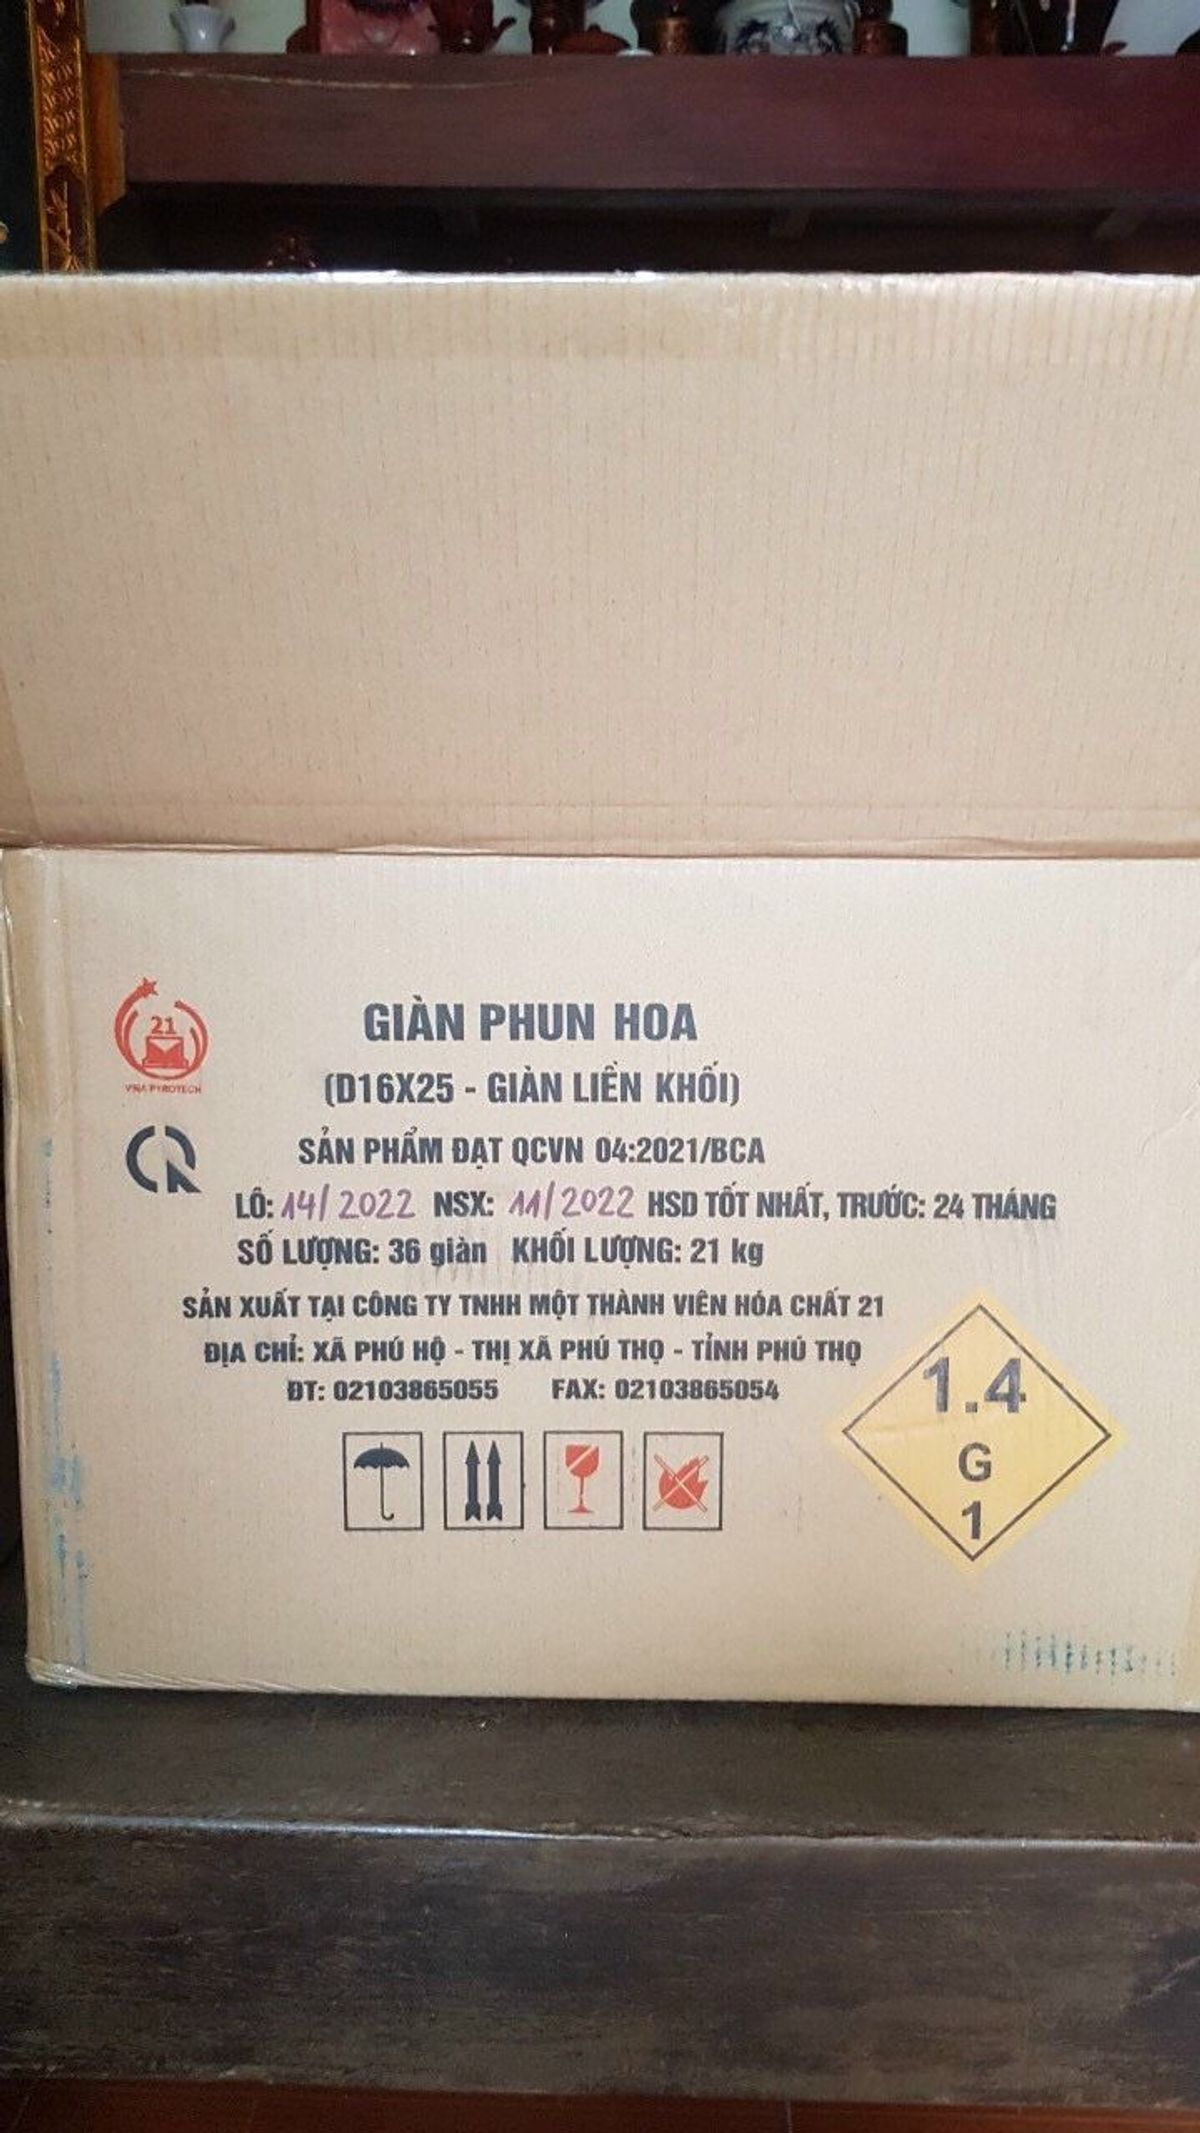 21
VINA PYROTECH
GIÀN PHUN HOA
(D16X25 - GIÀN LIỀN KHỐI)
SẢN PHẨM ĐẠT QCVN 04:2021/BCA
LÔ: 14/2022 NSX: 11/2022 HSD TỐT NHẤT, TRƯỚC: 24 THÁNG
SỐ LƯỢNG: 36 giàn KHỐI LƯỢNG: 21 kg
SẢN XUẤT TẠI CÔNG TY TNHH MỘT THÀNH VIÊN HÓA CHẤT 21
ĐỊA CHỈ: XÃ PHÚ HỘ - THỊ XÃ PHÚ THỌ - TỈNH PHÚ THỌ
ĐT: 02103865055 FAX: 02103865054
1.4
G
1